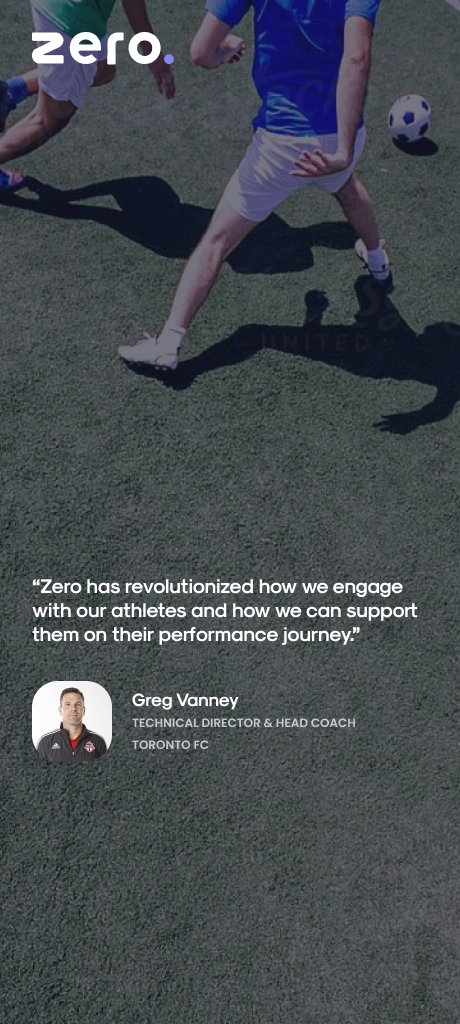 zero.
“Zero has revolutionized how we engage
with our athletes and how we can support
them on their performance journey.”
Greg Vanney
TECHNICAL DIRECTOR & HEAD COACH
TORONTO FC
UNITED